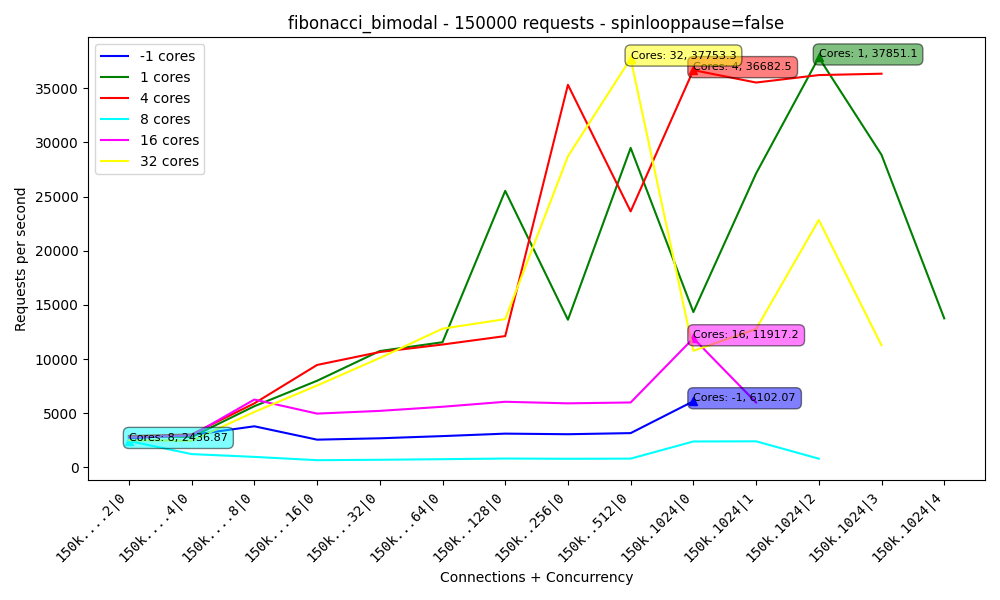 fibonacci_bimodal - 150000 requests - spinlooppause=false
-1 cores
1 cores
4 cores
8 cores
16 cores
32 cores
Cores: 32, 37753.3
Cores: 4, 36682.5
Cores: 1, 37851.1
Cores: 16, 11917.2
Cores: -1, 6102.07
Cores: 8, 2436.87
Requests per second
35000
30000
25000
20000
15000
10000
5000
0
150k....2|0
150k....4|0
150k....8|0
150k...16|0
150k...32|0
150k...64|0
150k..128|0
150k..256|0
150k..512|0
150k.1024|0
150k.1024|1
150k.1024|2
150k.1024|3
150k.1024|4
Connections + Concurrency